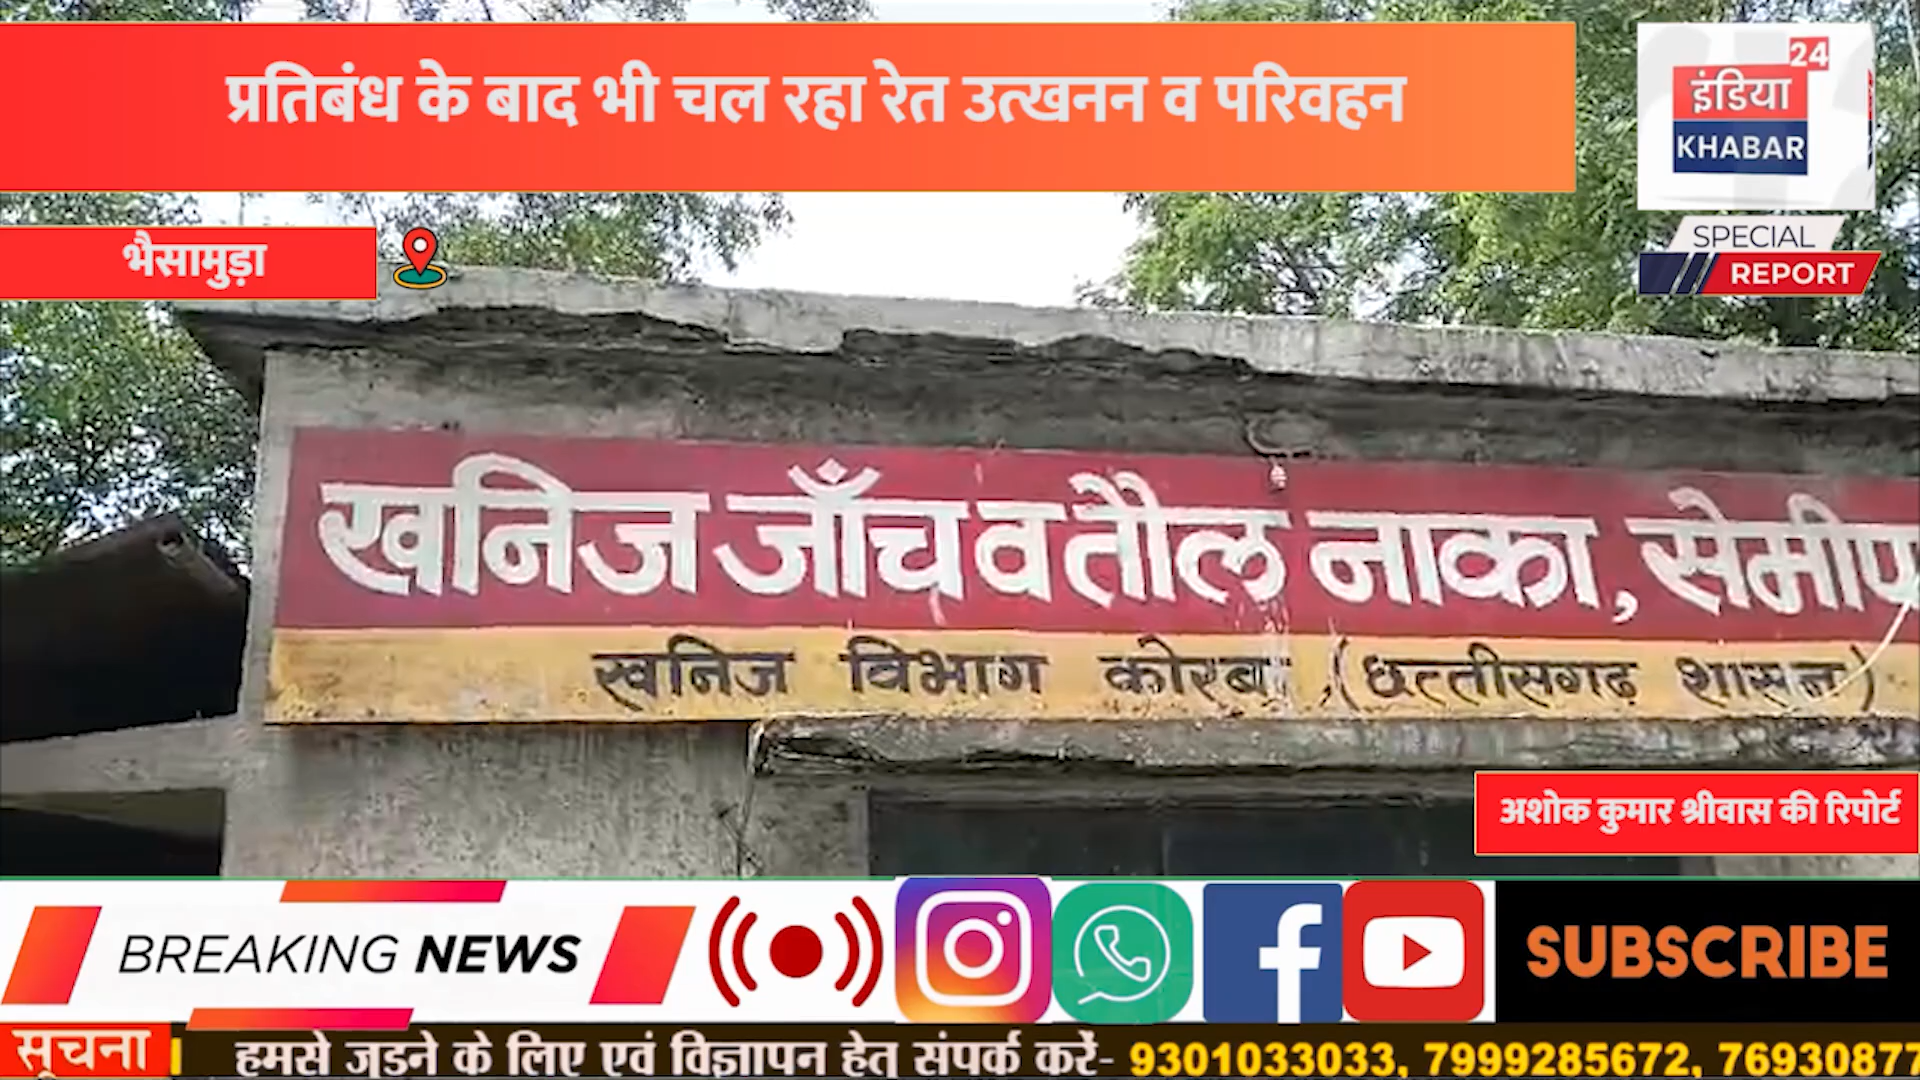 प्रतिबंध के बाद भी चल रहा रेत उत्खनन व परिवहन
24
इंडिया
KHABAR
SPECIAL
REPORT
भैसामुड़ा
खनिज जाँच व तौल नाका,
खनिज विभाग कोरबा (छत्तीसगढ़ शासन)
अशोक कुमार श्रीवास की रिपोर्ट
BREAKING NEWS
SUBSCRIBE
सूचना
हमसे जुडने के लिए एवं विज्ञापन हेतु संपर्क करें- 9301033033, 7999285672,